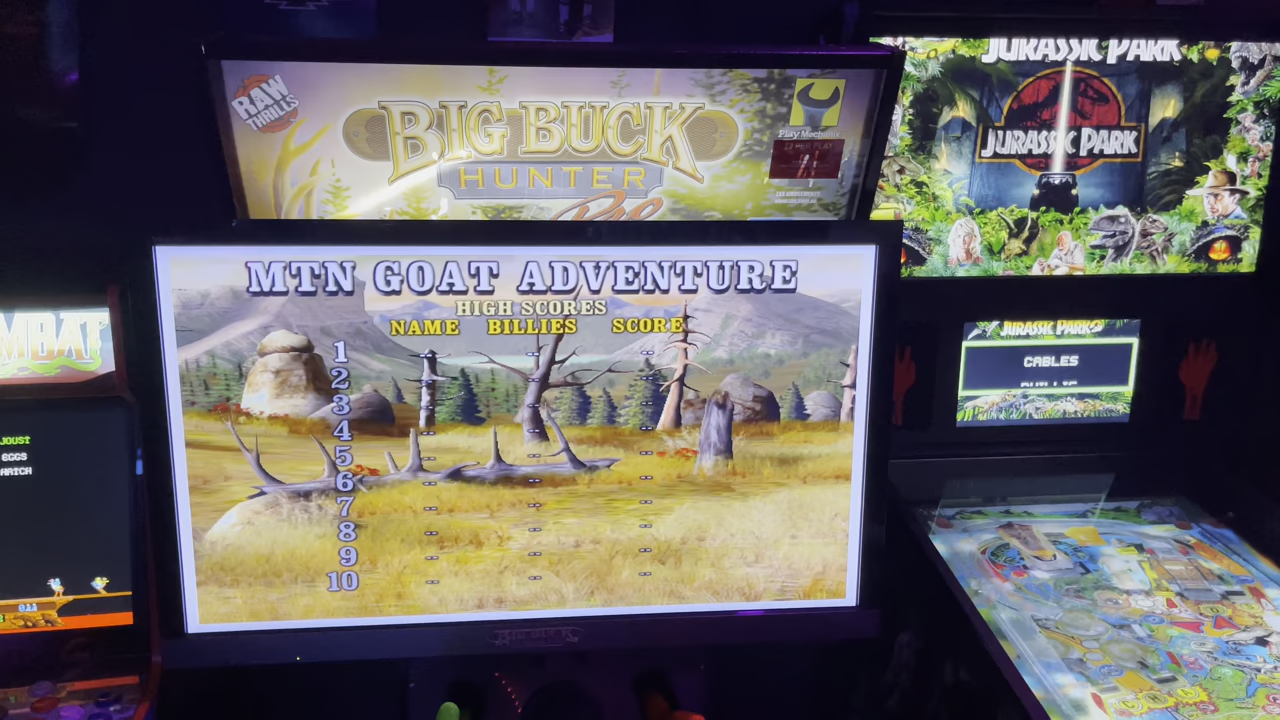 RAW
THRILLS
BIG BUCK
HUNTER
Pro
Play Mechanix
MTN GOAT ADVENTURE
HIGH SCORES
NAME BILLIES SCORE
1 -- -- --
2
3 -- --
4 -- -- --
5 -- -- --
6 -- -- --
7 -- -- --
8 -- -- --
9 -- -- --
10 -- -- --
JURASSIC PARK
JURASSIC PARK
JURASSIC PARK
CABLES
MBAT
JOUST
EGGS